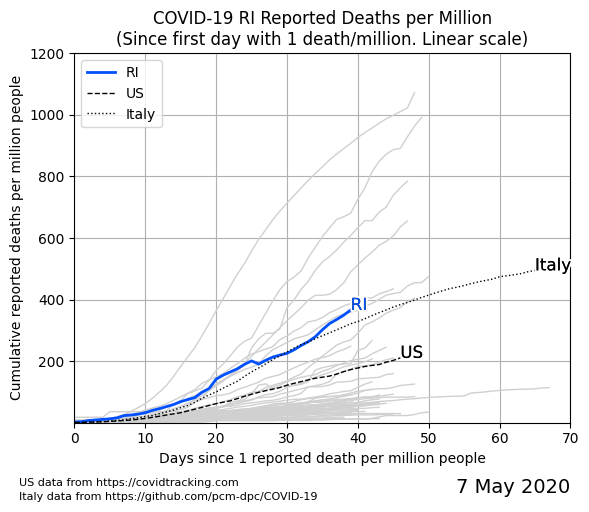 COVID-19 RI Reported Deaths per Million
(Since first day with 1 death/million. Linear scale)
1200
1000
800
600
400
200
Cumulative reported deaths per million people
RI
US
Italy
Italy
RI
US
0 10 20 30 40 50 60 70
Days since 1 reported death per million people
US data from https://covidtracking.com
Italy data from https://github.com/pcm-dpc/COVID-19
7 May 2020